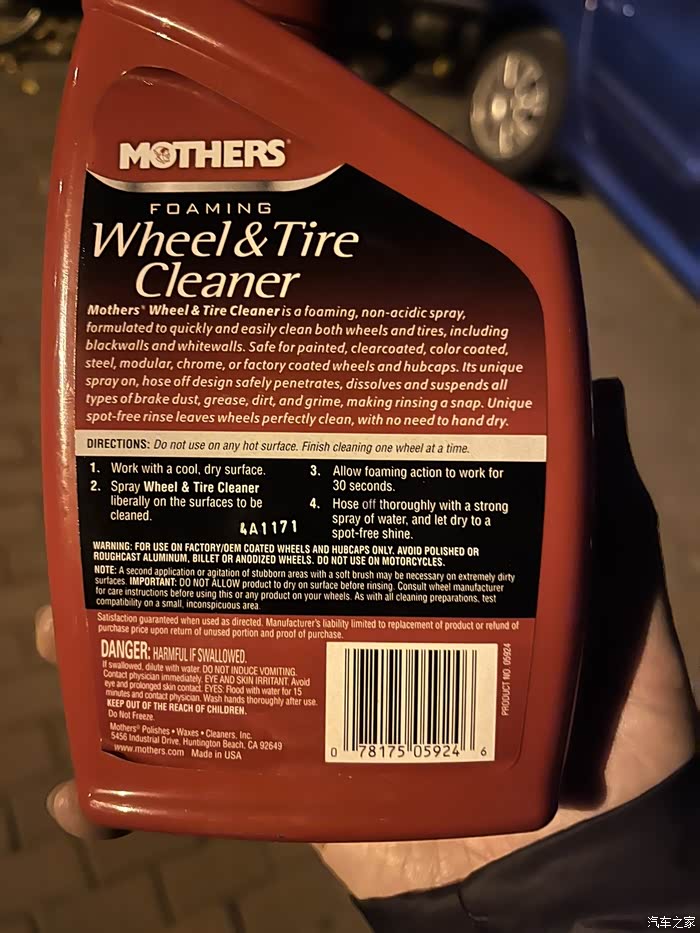 MOTHERS®
FOAMING
Wheel & Tire
Cleaner
Mothers® Wheel & Tire Cleaner is a foaming, non-acidic spray,
formulated to quickly and easily clean both wheels and tires, including
blackwalls and whitewalls. Safe for painted, clearcoated, color coated,
steel, modular, chrome, or factory coated wheels and hubcaps. Its unique
spray on, hose off design safely penetrates, dissolves and suspends all
types of brake dust, grease, dirt, and grime, making rinsing a snap. Unique
spot-free rinse leaves wheels perfectly clean, with no need to hand dry.
DIRECTIONS: Do not use on any hot surface. Finish cleaning one wheel at a time.
1. Work with a cool, dry surface.
2. Spray Wheel & Tire Cleaner
liberally on the surfaces to be
cleaned.
3. Allow foaming action to work for
30 seconds.
4. Hose off thoroughly with a strong
spray of water, and let dry to a
spot-free shine.
4A1171
WARNING: FOR USE ON FACTORY/OEM COATED WHEELS AND HUBCAPS ONLY. AVOID POLISHED OR
ROUGHCAST ALUMINUM, BILLET OR ANODIZED WHEELS. DO NOT USE ON MOTORCYCLES.
NOTE: A second application or agitation of stubborn areas with a soft brush may be necessary on extremely dirty
surfaces. IMPORTANT: DO NOT ALLOW product to dry on surface before rinsing. Consult wheel manufacturer
for care instructions before using this or any product on your wheels. As with all cleaning preparations, test
compatibility on a small, inconspicuous area.
Satisfaction guaranteed when used as directed. Manufacturer's liability limited to replacement of product or refund of
purchase price upon return of unused portion and proof of purchase.
DANGER: HARMFUL IF SWALLOWED.
If swallowed, dilute with water. DO NOT INDUCE VOMITING.
Contact physician immediately. EYE AND SKIN IRRITANT. Avoid
eye and prolonged skin contact. EYES: Flood with water for 15
minutes and contact physician. Wash hands thoroughly after use.
KEEP OUT OF THE REACH OF CHILDREN.
Do Not Freeze.
Mothers® Polishes • Waxes • Cleaners, Inc.
5456 Industrial Drive, Huntington Beach, CA 92649
www.mothers.com Made in USA
0 78175 05924 6
PRODUCT NO. 05924
汽车之家